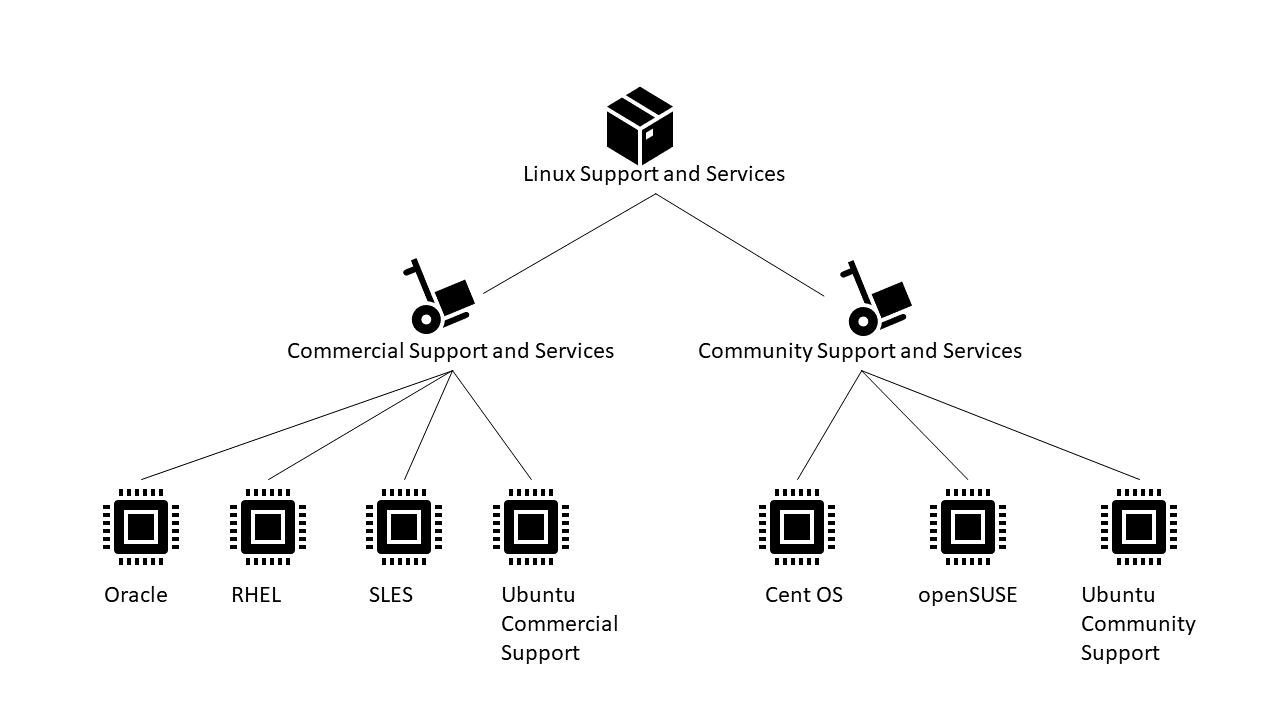 Linux Support and Services
Commercial Support and Services
Community Support and Services
Oracle
RHEL
SLES
Ubuntu
Commercial
Support
Cent OS
openSUSE
Ubuntu
Community
Support